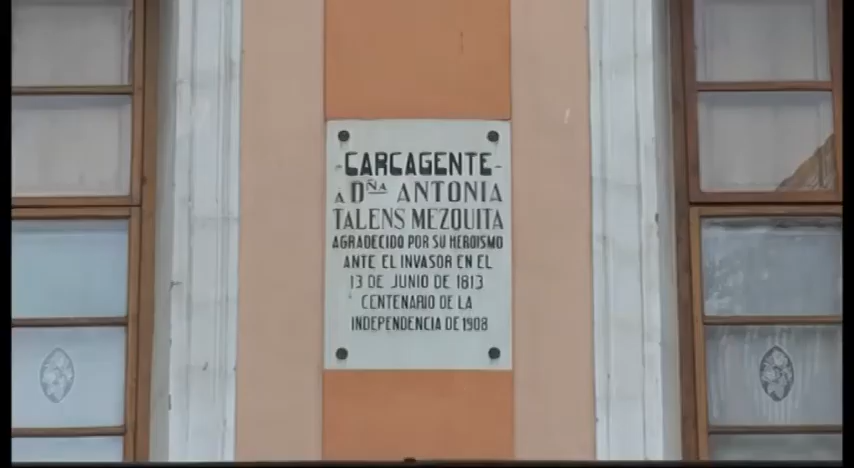 -CARCAGENTE-
A DÑA ANTONIA
TALENS MEZQUITA
AGRADECIDO POR SU HEROISMO
ANTE EL INVASOR EN EL
13 DE JUNIO DE 1813
CENTENARIO DE LA
INDEPENDENCIA DE 1908